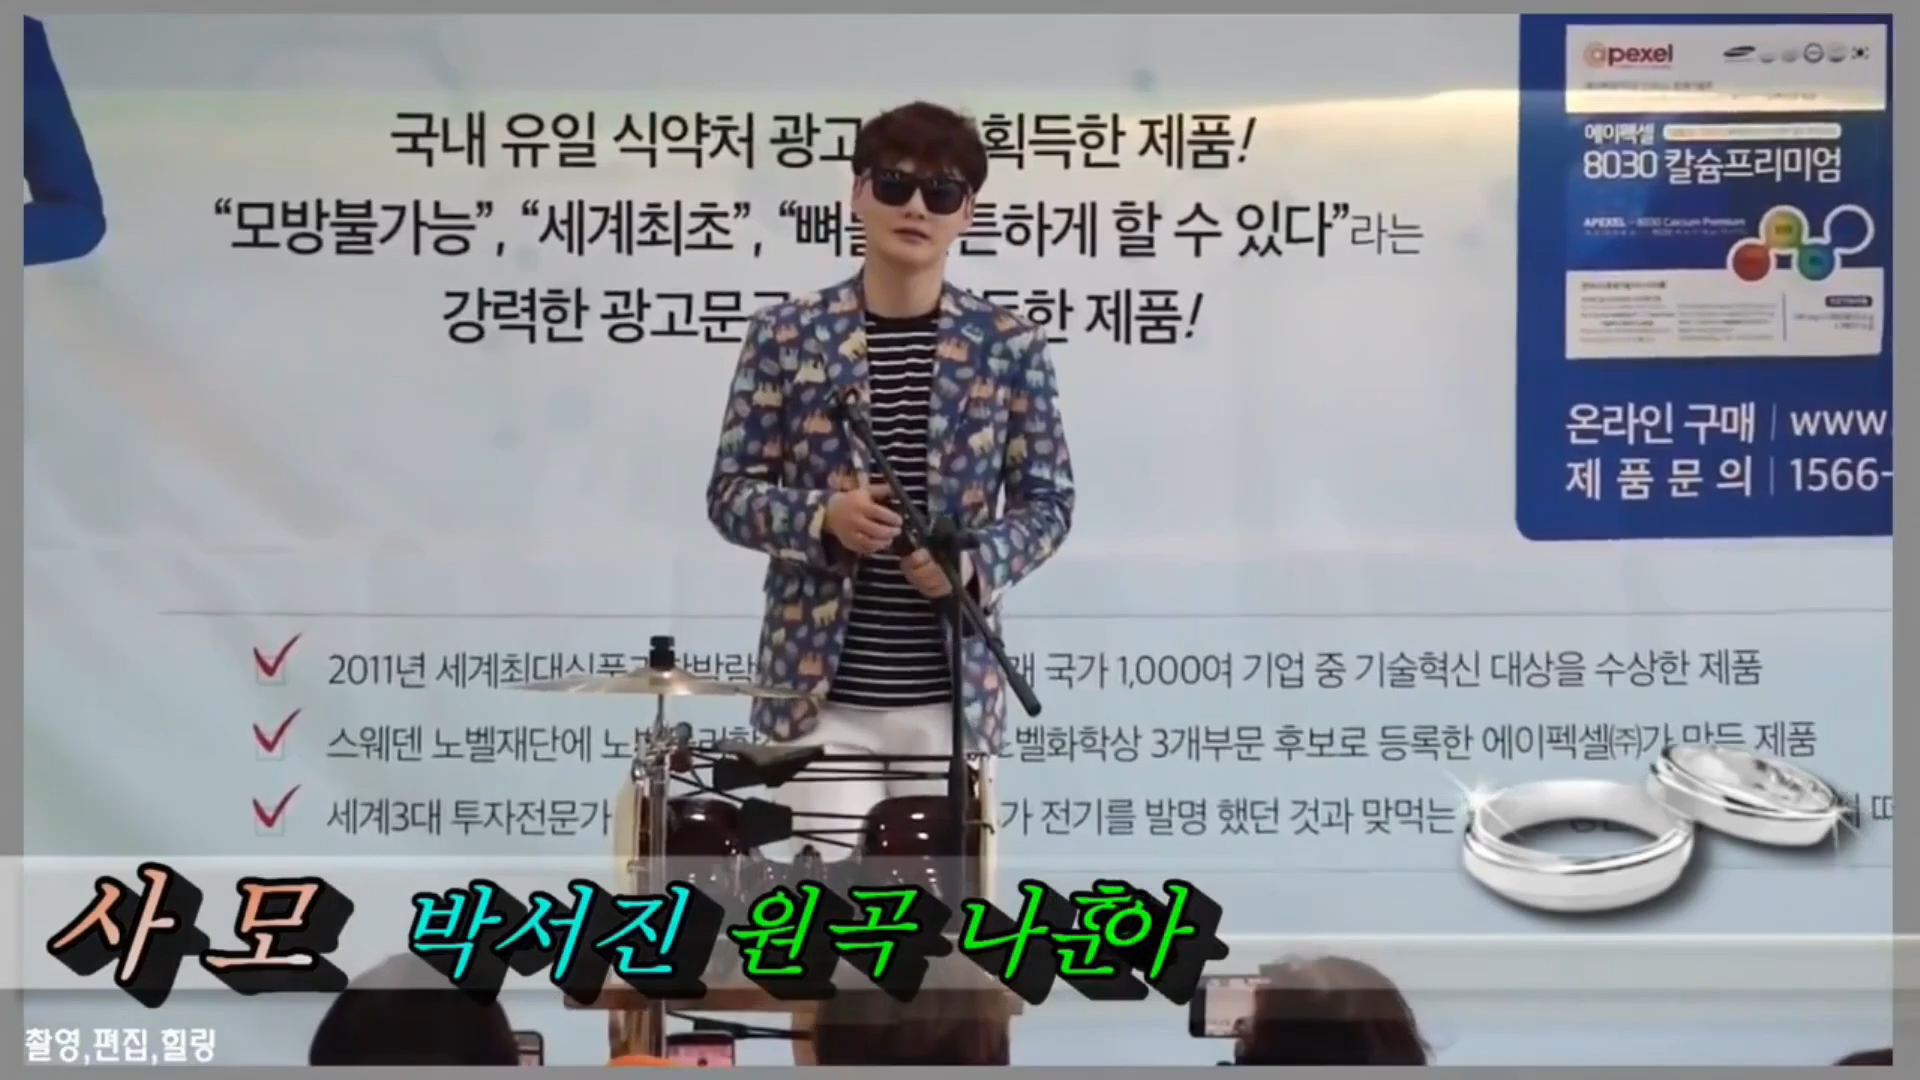 국내 유일 식약처 광고 획득한 제품!
“모방불가능”, “세계최초”, “뼈를 튼하게 할 수 있다”라는
강력한 광고문 한 제품!
2011년 세계최대식품 국가 1,000여 기업 중 기술혁신 대상을 수상한 제품
스웨덴 노벨재단에 벨화학상 3개부문 후보로 등록한 에이펙셀㈜가 만든 제품
세계3대 투자전문가 가 전기를 발명 했던 것과 맞먹는
apexel
에이펙셀
8030 칼슘프리미엄
APEXEL - 8030 Calcium Premium
온라인 구매 | www.
제품문의 | 1566-
사모 박서진 원곡 나훈아
촬영,편집,힐링